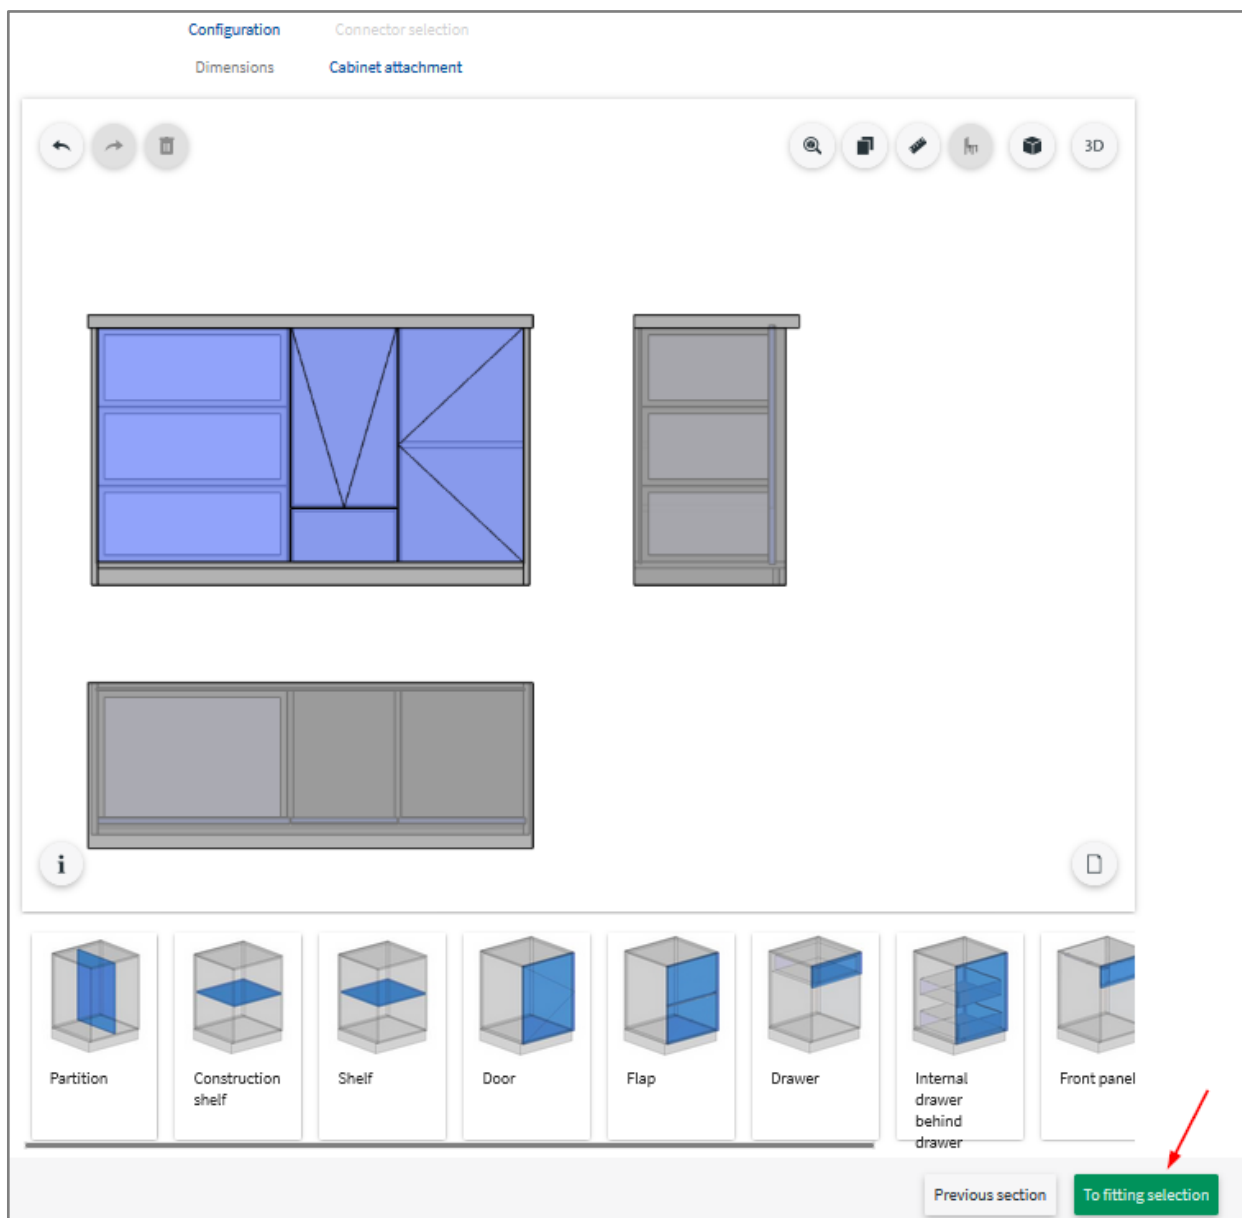 Configuration
Connector selection
Dimensions
Cabinet attachment
3D
i
Partition
Construction
shelf
Shelf
Door
Flap
Drawer
Internal
drawer
behind
drawer
Front panel
Previous section
To fitting selection